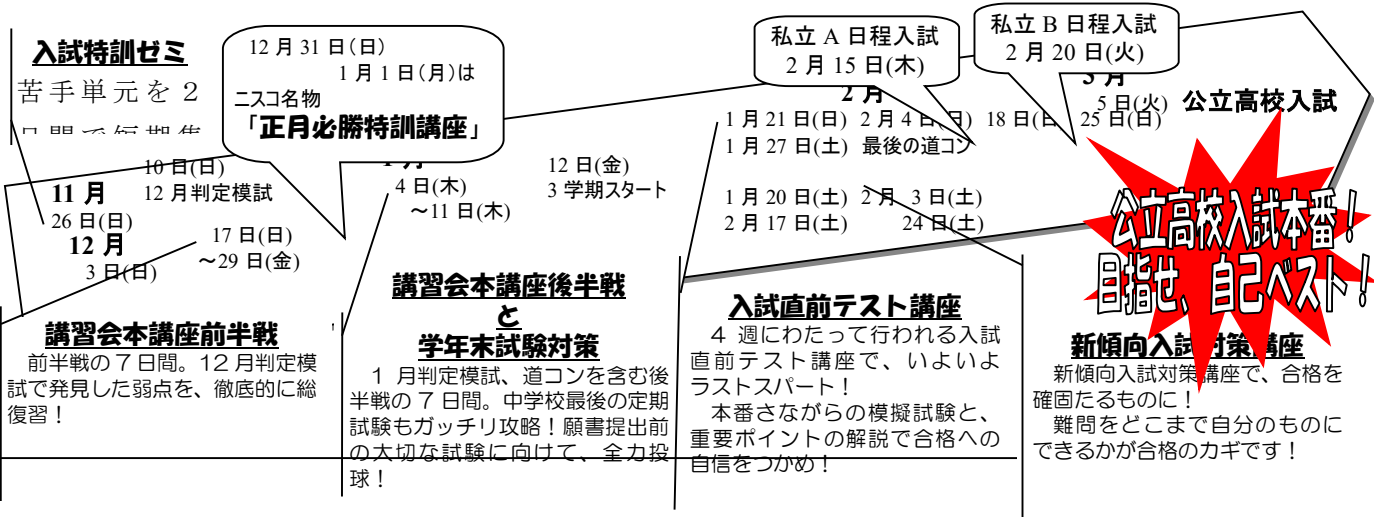 入試特訓ゼミ
苦手単元を２
12月31日(日)
1月1日(月)は
ニスコ名物
「正月必勝特訓講座」
私立A日程入試
2月15日(木)
私立B日程入試
2月20日(火)
11月
26日(日)
12月
3日(日)
10日(日)
12月判定模試
17日(日)
～29日(金)
4日(木)
～11日(木)
12日(金)
3学期スタート
2月
1月21日(日) 2月4日(日) 18日(日) 25日(日)
1月27日(土) 最後の道コン
1月20日(土) 2月 3日(土)
2月17日(土) 24日(土)
3月
5日(火) 公立高校入試
公立高校入試本番！
目指せ、自己ベスト！
講習会本講座前半戦
前半戦の７日間。12月判定模
試で発見した弱点を、徹底的に総
復習！
講習会本講座後半戦
と
学年末試験対策
１月判定模試、道コンを含む後
半戦の７日間。中学校最後の定期
試験もガッチリ攻略！願書提出前
の大切な試験に向けて、全力投
球！
入試直前テスト講座
４週にわたって行われる入試
直前テスト講座で、いよいよ
ラストスパート！
本番さながらの模擬試験と、
重要ポイントの解説で合格への
自信をつかめ！
新傾向入試対策講座
新傾向入試対策講座で、合格を
確固たるものに！
難問をどこまで自分のものに
できるかが合格のカギです！